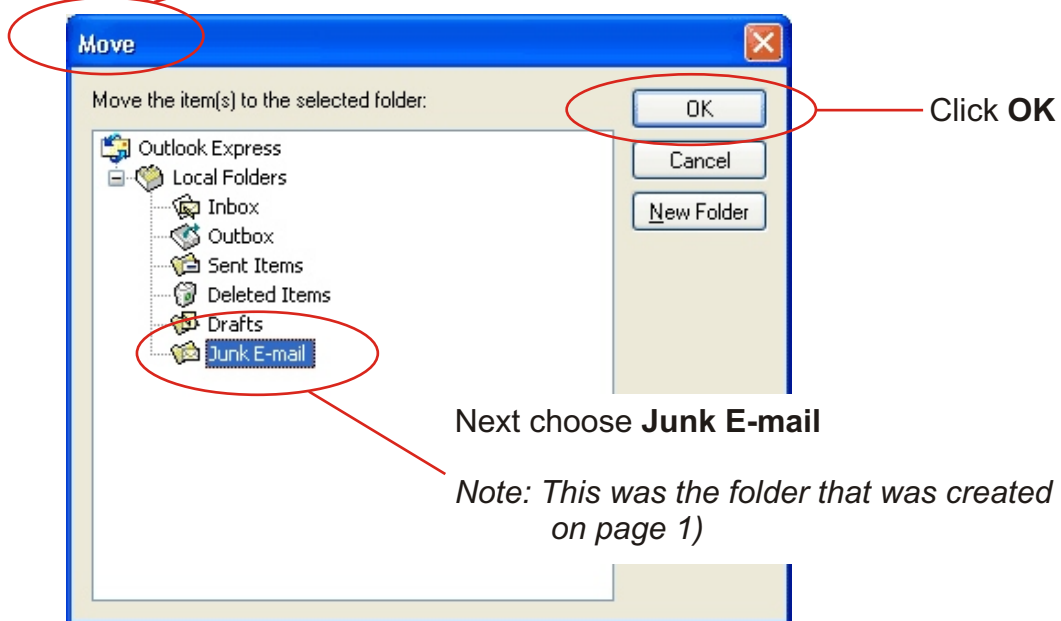 Move
Move the item(s) to the selected folder:
OK
Click OK
Outlook Express
Cancel
Local Folders
New Folder
Inbox
Outbox
Sent Items
Deleted Items
Drafts
Junk E-mail
Next choose Junk E-mail
Note: This was the folder that was created
on page 1)